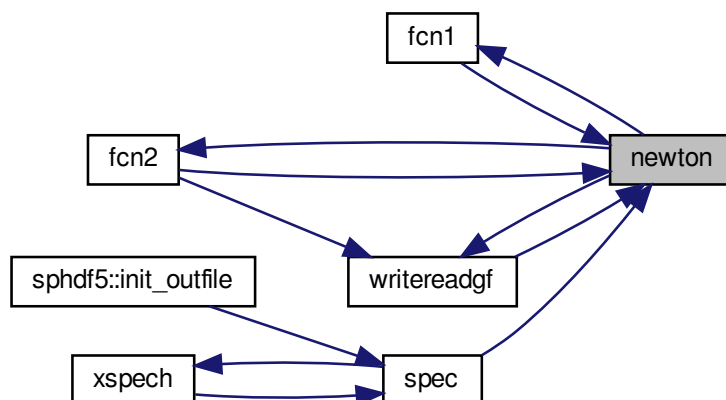 fcn1
fcn2
newton
writereadgf
sphdf5::init_outfile
xspech
spec